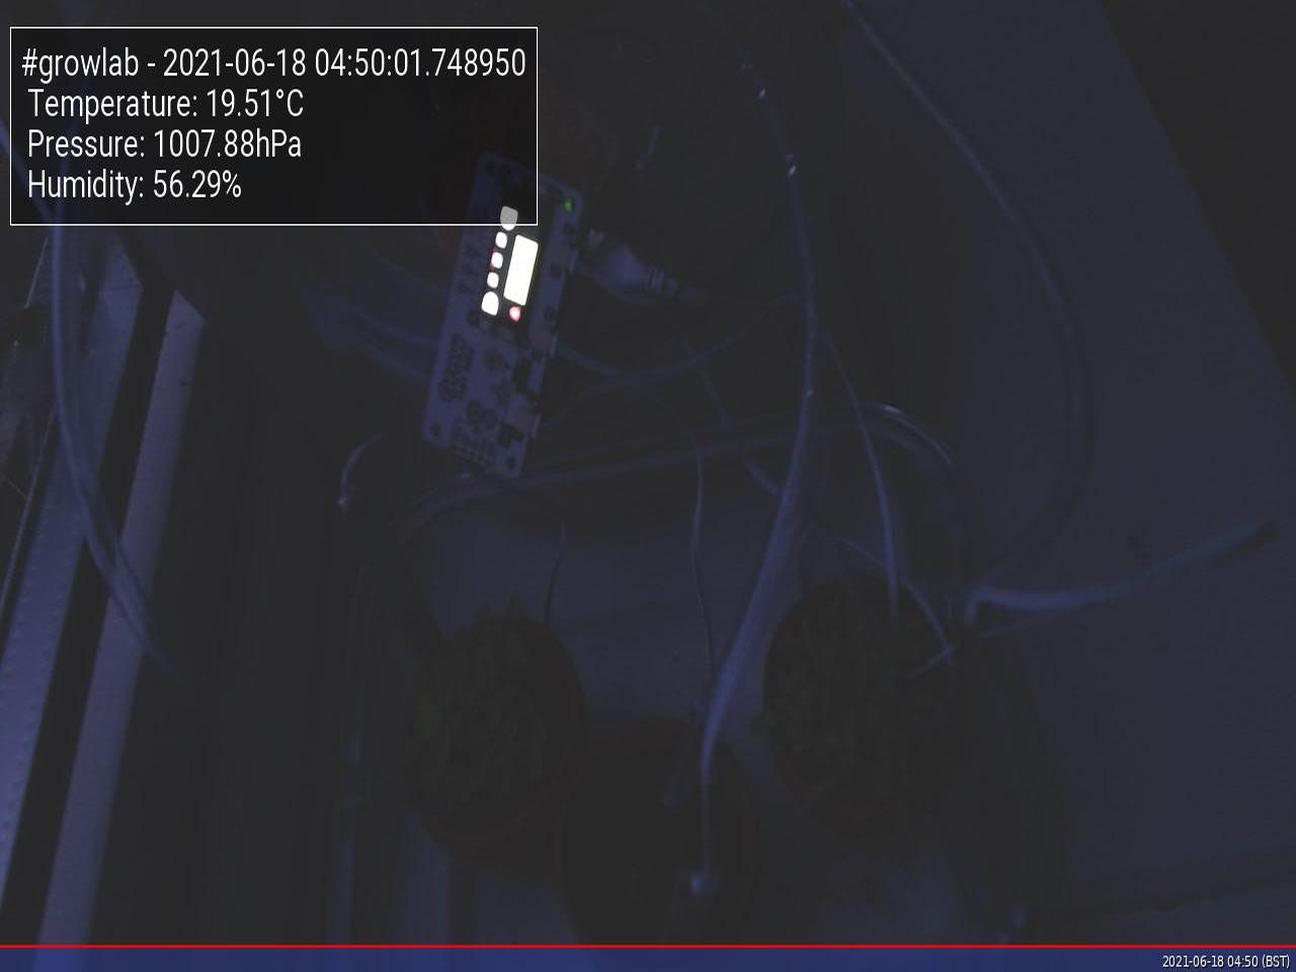 #growlab - 2021-06-18 04:50:01.748950
Temperature: 19.51°C
Pressure: 1007.88hPa
Humidity: 56.29%
2021-06-18 04:50 (BST)